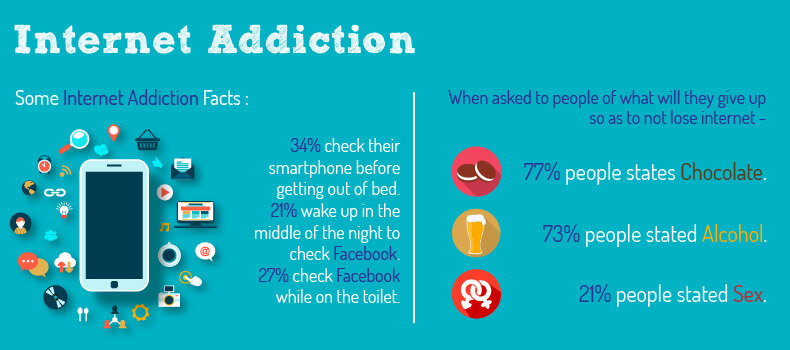 Internet Addiction
Some Internet Addiction Facts :
34% check their
smartphone before
getting out of bed.
21% wake up in the
middle of the night to
check Facebook.
27% check Facebook
while on the toilet.
When asked to people of what will they give up
so as to not lose internet -
77% people states Chocolate.
73% people stated Alcohol.
21% people stated Sex.